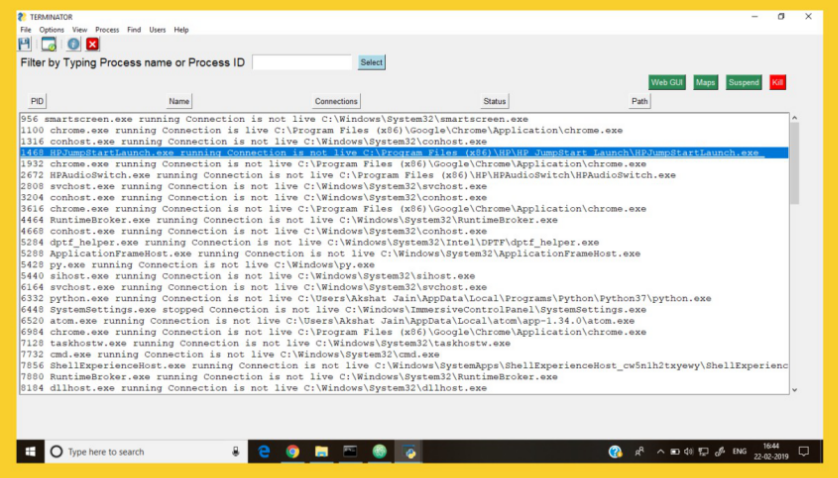 TERMINATOR
File Options View Process Find Users Help
Filter by Typing Process name or Process ID Select
Web GUI Maps Suspend Kill
PID Name Connections Status Path
956 smartscreen.exe running Connection is not live C:\Windows\System32\smartscreen.exe
1100 chrome.exe running Connection is live C:\Program Files (x86)\Google\Chrome\Application\chrome.exe
1316 conhost.exe running Connection is not live C:\Windows\System32\conhost.exe
1468 HPJumpStartLaunch.exe running Connection is not live C:\Program Files (x86)\HP\HP JumpStart Launch\HPJumpStartLaunch.exe
1932 chrome.exe running Connection is not live C:\Program Files (x86)\Google\Chrome\Application\chrome.exe
2672 HPAudioSwitch.exe running Connection is not live C:\Program Files (x86)\HP\HPAudioSwitch\HPAudioSwitch.exe
2808 svchost.exe running Connection is not live C:\Windows\System32\svchost.exe
3204 conhost.exe running Connection is not live C:\Windows\System32\conhost.exe
3616 chrome.exe running Connection is not live C:\Program Files (x86)\Google\Chrome\Application\chrome.exe
4464 RuntimeBroker.exe running Connection is not live C:\Windows\System32\RuntimeBroker.exe
4668 conhost.exe running Connection is not live C:\Windows\System32\conhost.exe
5284 dptf_helper.exe running Connection is not live C:\Windows\System32\Intel\DPTF\dptf_helper.exe
5288 ApplicationFrameHost.exe running Connection is not live C:\Windows\System32\ApplicationFrameHost.exe
5428 py.exe running Connection is not live C:\Windows\py.exe
5440 sihost.exe running Connection is not live C:\Windows\System32\sihost.exe
6164 svchost.exe running Connection is not live C:\Windows\System32\svchost.exe
6332 python.exe running Connection is not live C:\Users\Akshat Jain\AppData\Local\Programs\Python\Python37\python.exe
6448 SystemSettings.exe stopped Connection is not live C:\Windows\ImmersiveControlPanel\SystemSettings.exe
6520 atom.exe running Connection is not live C:\Users\Akshat Jain\AppData\Local\atom\app-1.34.0\atom.exe
6984 chrome.exe running Connection is not live C:\Program Files (x86)\Google\Chrome\Application\chrome.exe
7128 taskhostw.exe running Connection is not live C:\Windows\System32\taskhostw.exe
7732 cmd.exe running Connection is not live C:\Windows\System32\cmd.exe
7856 ShellExperienceHost.exe running Connection is not live C:\Windows\SystemApps\ShellExperienceHost_cw5n1h2txyewy\ShellExperienc
7880 RuntimeBroker.exe running Connection is not live C:\Windows\System32\RuntimeBroker.exe
8184 dllhost.exe running Connection is not live C:\Windows\System32\dllhost.exe
Type here to search ENG 16:44
22-02-2019